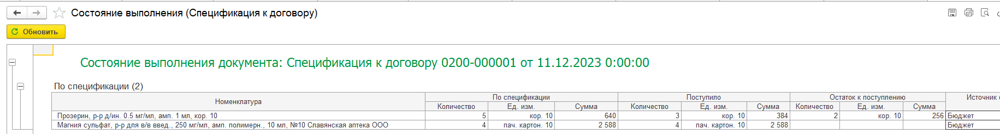 Состояние выполнения (Спецификация к договору)
Обновить
Состояние выполнения документа: Спецификация к договору 0200-000001 от 11.12.2023 0:00:00
По спецификации (2)
Номенклатура По спецификации Поступило Остаток к поступлению Источник
Количество Ед. изм. Сумма Количество Ед. изм. Сумма Количество Ед. изм. Сумма
Прозерин, р-р д/ин. 0.5 мг/мл, амп. 1 мл, кор. 10 5 кор. 10 640 3 кор. 10 384 2 кор. 10 256 Бюджет
Магния сульфат, р-р для в/в введ., 250 мг/мл, амп. полимерн., 10 мл, №10 Славянская аптека ООО 4 пач. картон. 10 2 588 4 пач. картон. 10 2 588 Бюджет